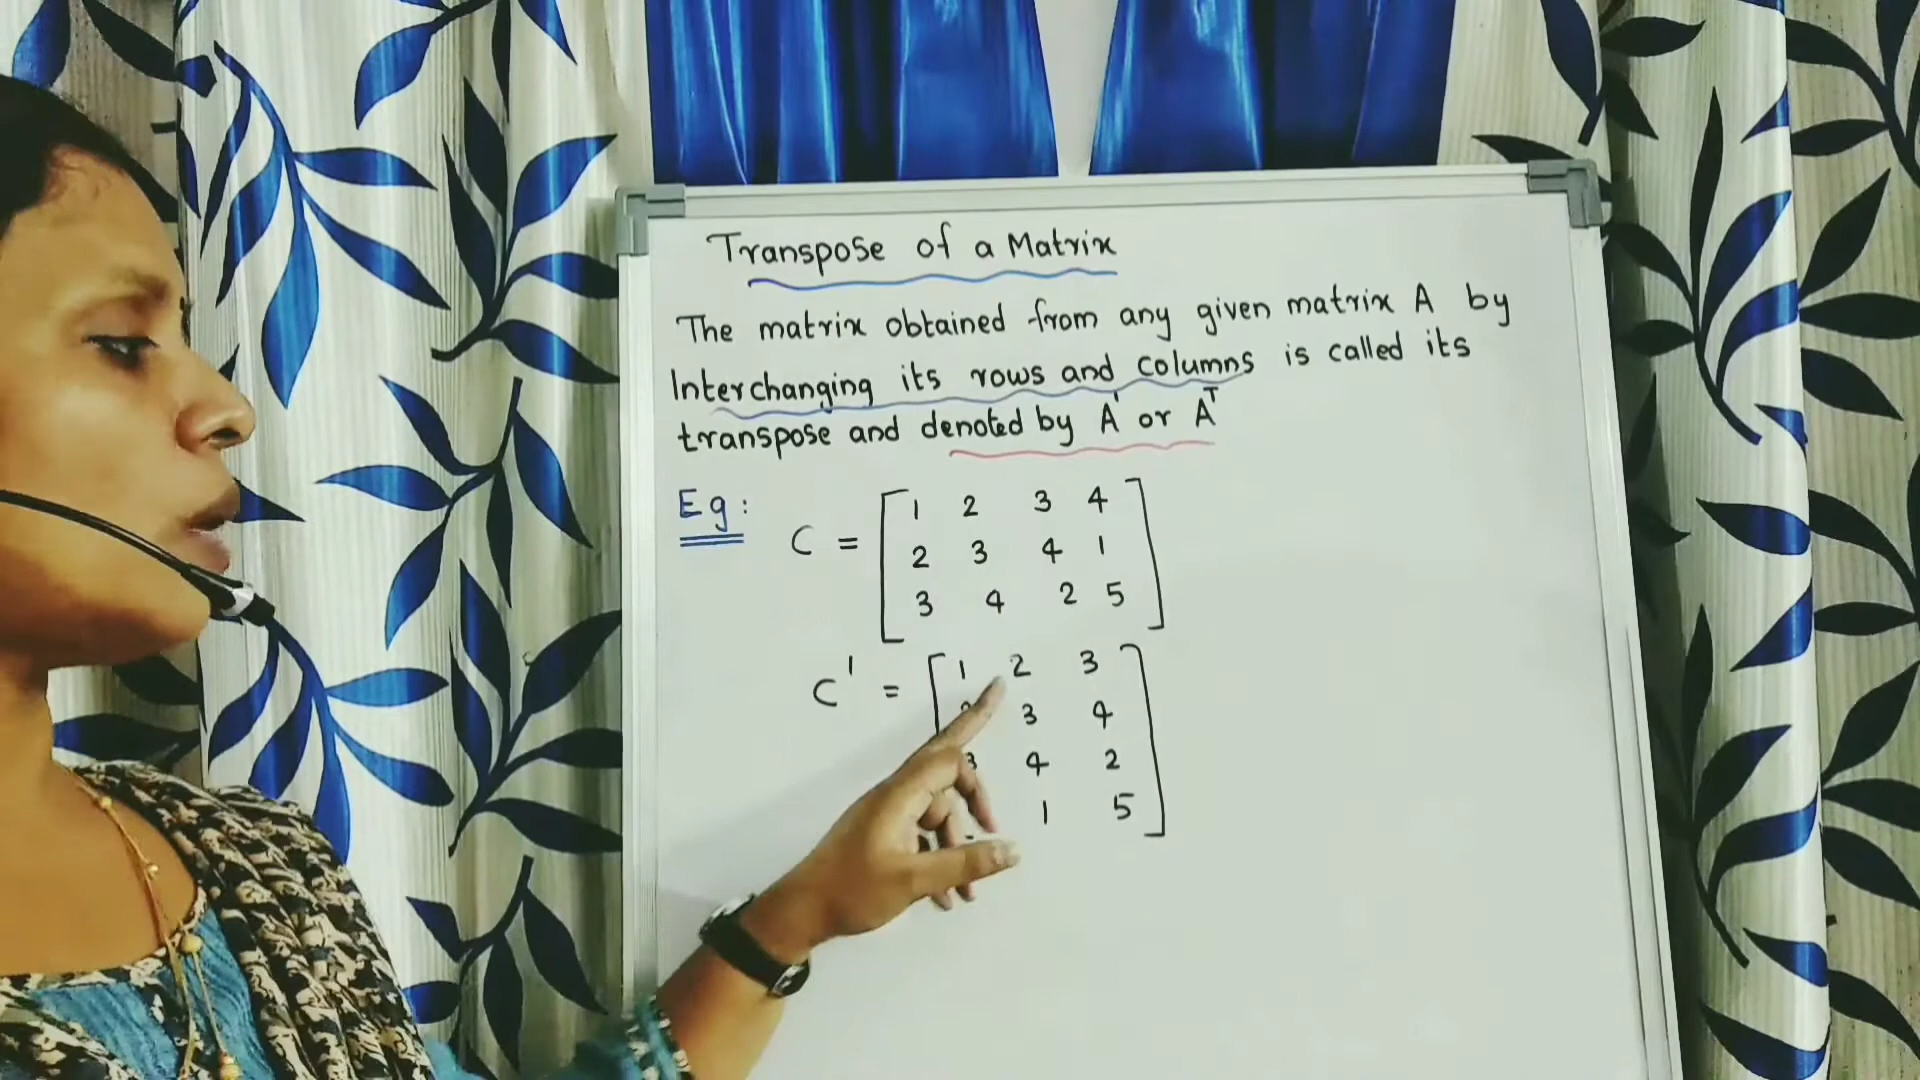 Transpose of a Matrix
The matrix obtained from any given matrix A by
Interchanging its rows and columns is called its
transpose and denoted by A' or Aᵀ
Eg:
C = [ 1 2 3 4
2 3 4 1
3 4 2 5 ]
C' = [ 1 2 3
3 4
3 4 2
1 5 ]